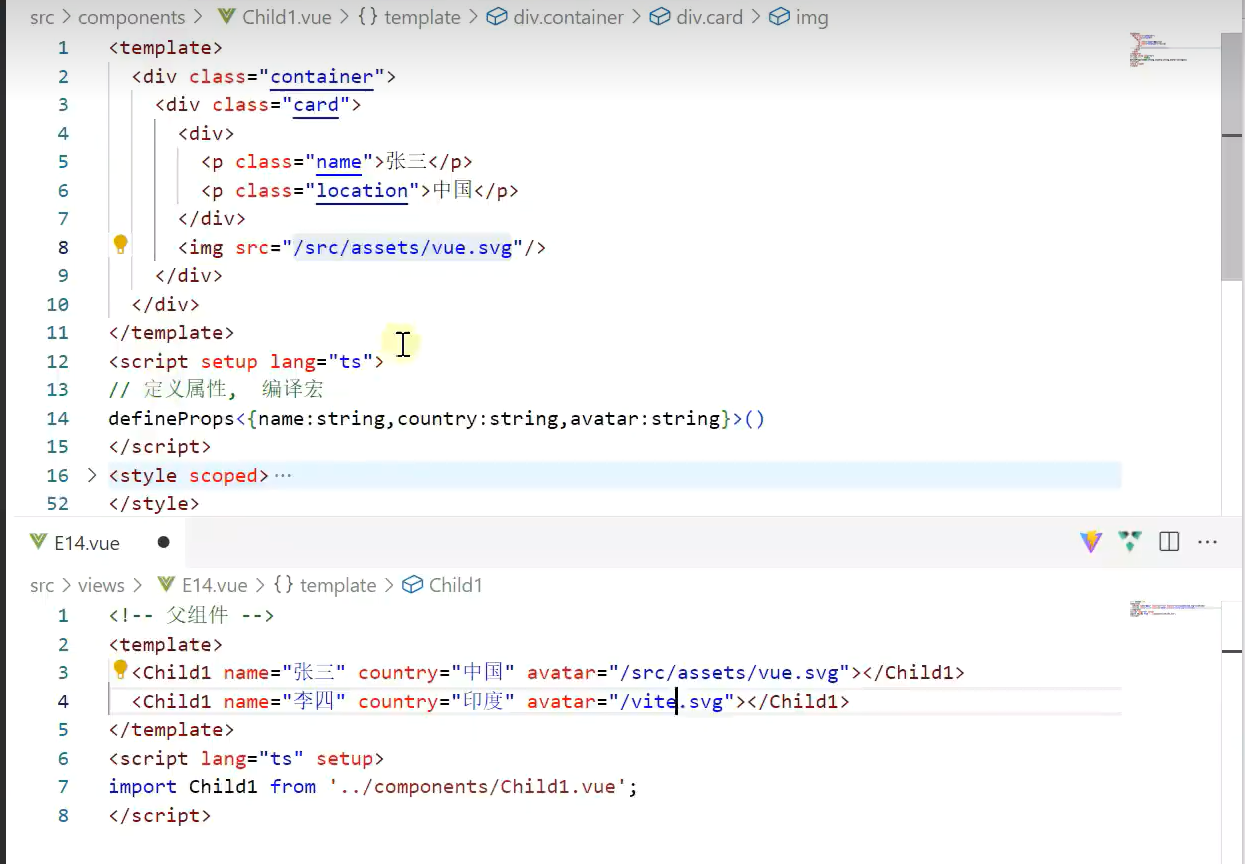 src > components > Child1.vue > {} template > div.container > div.card > img
1 <template>
2 <div class="container">
3 <div class="card">
4 <div>
5 <p class="name">张三</p>
6 <p class="location">中国</p>
7 </div>
8 <img src="/src/assets/vue.svg"/>
9 </div>
10 </div>
11 </template>
12 <script setup lang="ts">
13 // 定义属性, 编译宏
14 defineProps<{name:string,country:string,avatar:string}>()
15 </script>
16 > <style scoped>···
52 </style>
E14.vue
src > views > E14.vue > {} template > Child1
1 <!-- 父组件 -->
2 <template>
3 <Child1 name="张三" country="中国" avatar="/src/assets/vue.svg"></Child1>
4 <Child1 name="李四" country="印度" avatar="/vite.svg"></Child1>
5 </template>
6 <script lang="ts" setup>
7 import Child1 from '../components/Child1.vue';
8 </script>